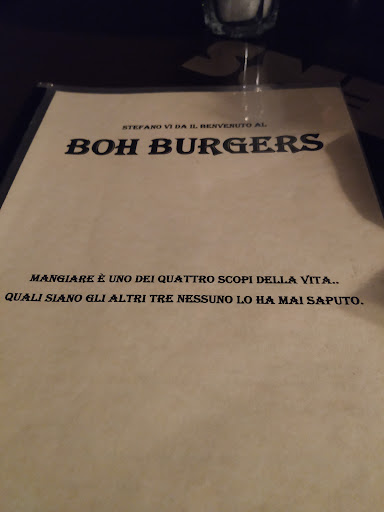 STEFANO VI DA IL BENVENUTO AL
BOH BURGERS
MANGIARE È UNO DEI QUATTRO SCOPI DELLA VITA..
QUALI SIANO GLI ALTRI TRE NESSUNO LO HA MAI SAPUTO.